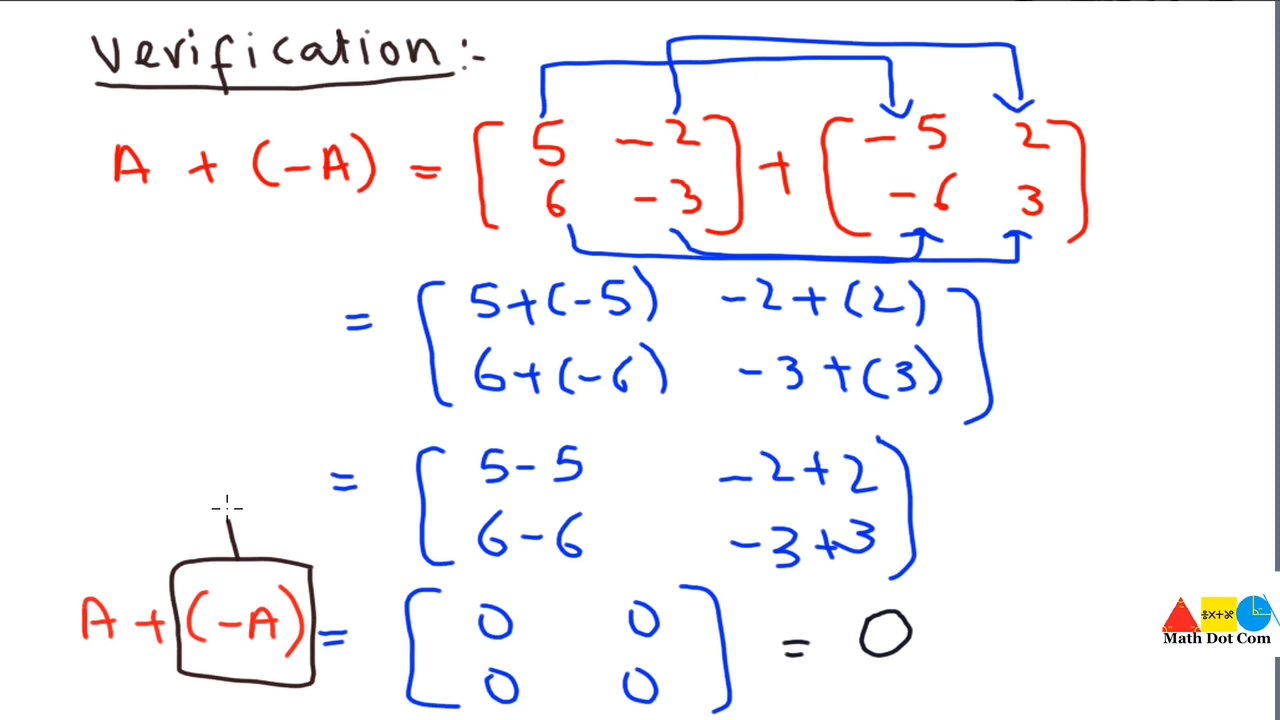 Verification :-
A + (-A) = [ 5 -2 ] + [ -5 2 ]
[ 6 -3 ] [ -6 3 ]
= [ 5+(-5) -2+(2) ]
[ 6+(-6) -3+(3) ]
= [ 5-5 -2+2 ]
[ 6-6 -3+3 ]
A + (-A) = [ 0 0 ] = 0
[ 0 0 ]
Math Dot Com